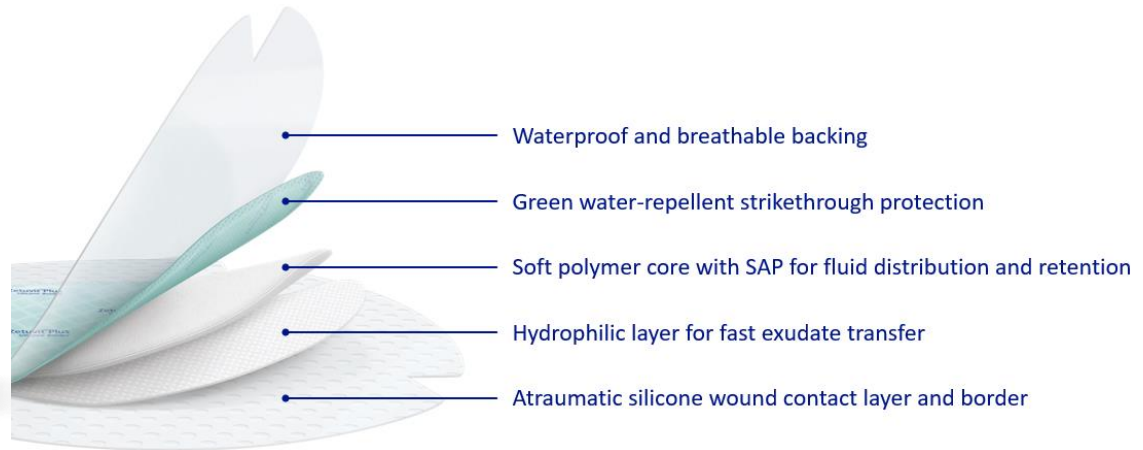 Waterproof and breathable backing
Green water-repellent strikethrough protection
Soft polymer core with SAP for fluid distribution and retention
Hydrophilic layer for fast exudate transfer
Atraumatic silicone wound contact layer and border